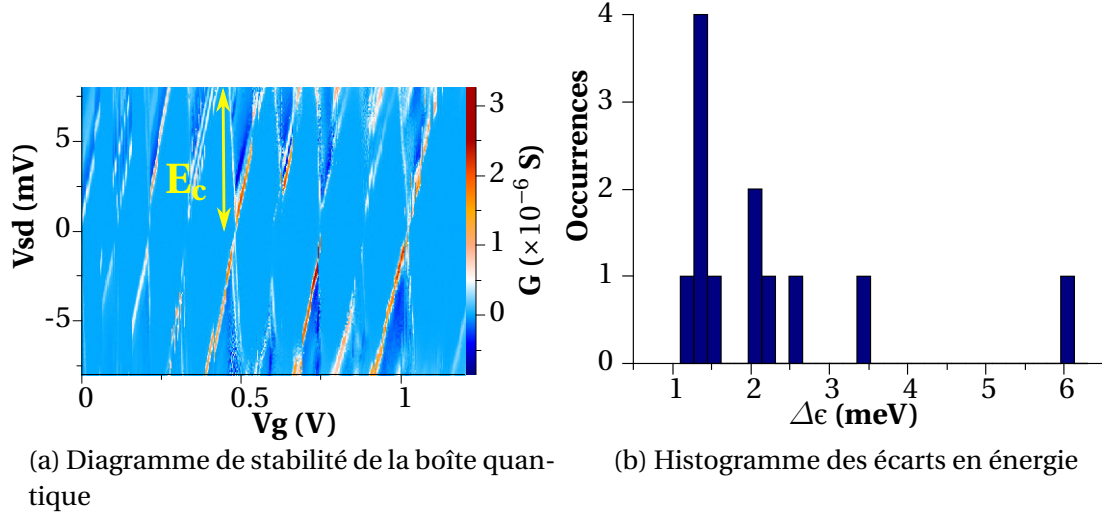 5
0
-5
Vsd (mV)
E_c
0
0.5
1
Vg (V)
3
2
1
0
G (×10⁻⁶ S)
(a) Diagramme de stabilité de la boîte quan-
tique
4
3
2
1
0
Occurrences
1
2
3
4
5
6
Δϵ (meV)
(b) Histogramme des écarts en énergie